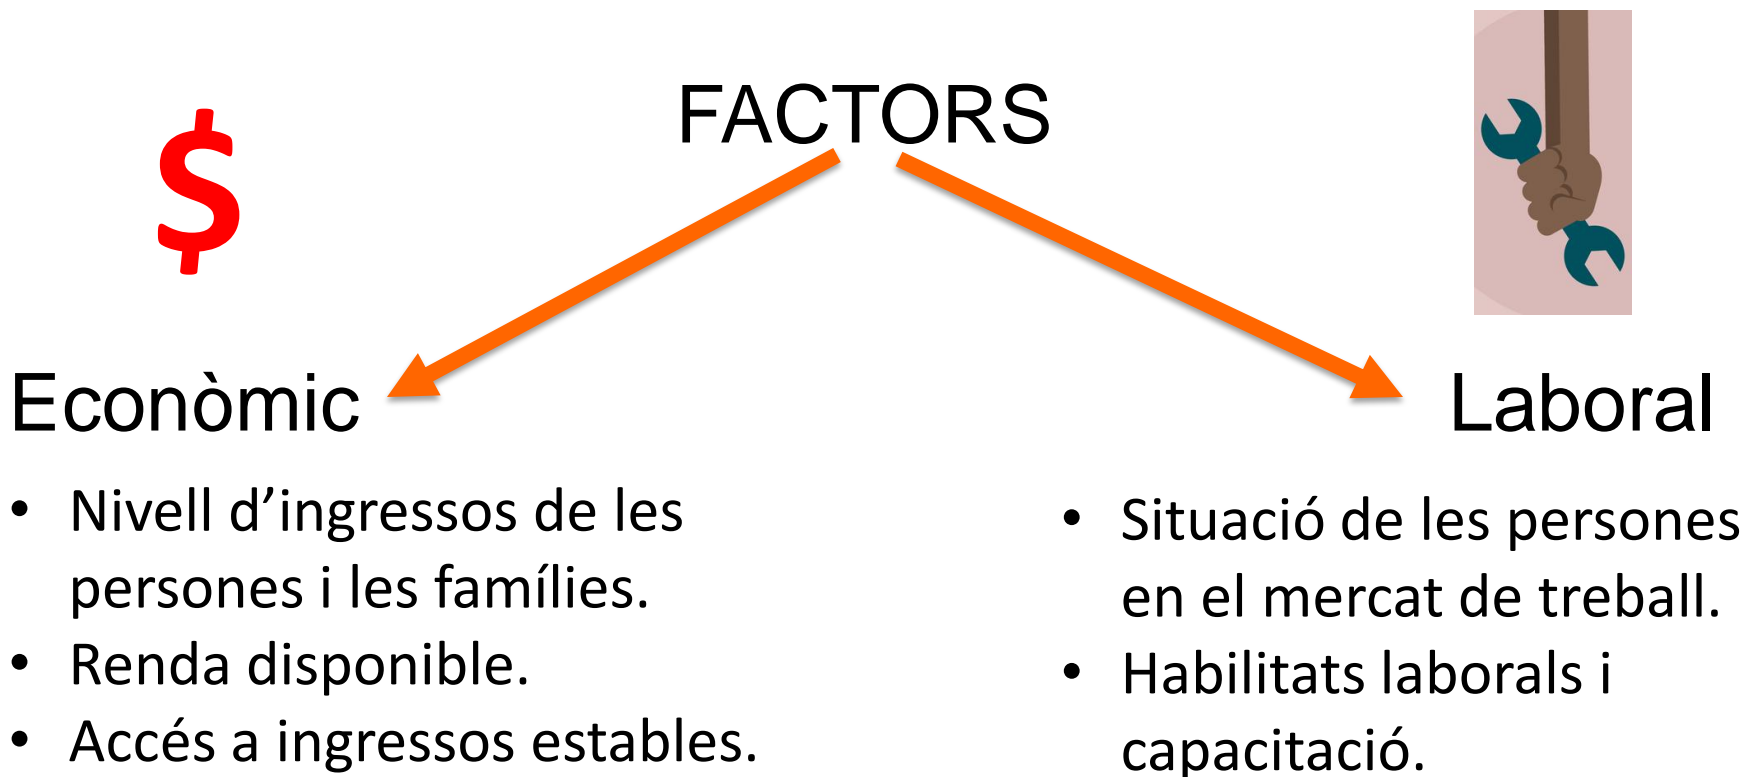 $
FACTORS
Econòmic
• Nivell d’ingressos de les
persones i les famílies.
• Renda disponible.
• Accés a ingressos estables.
Laboral
• Situació de les persones
en el mercat de treball.
• Habilitats laborals i
capacitació.